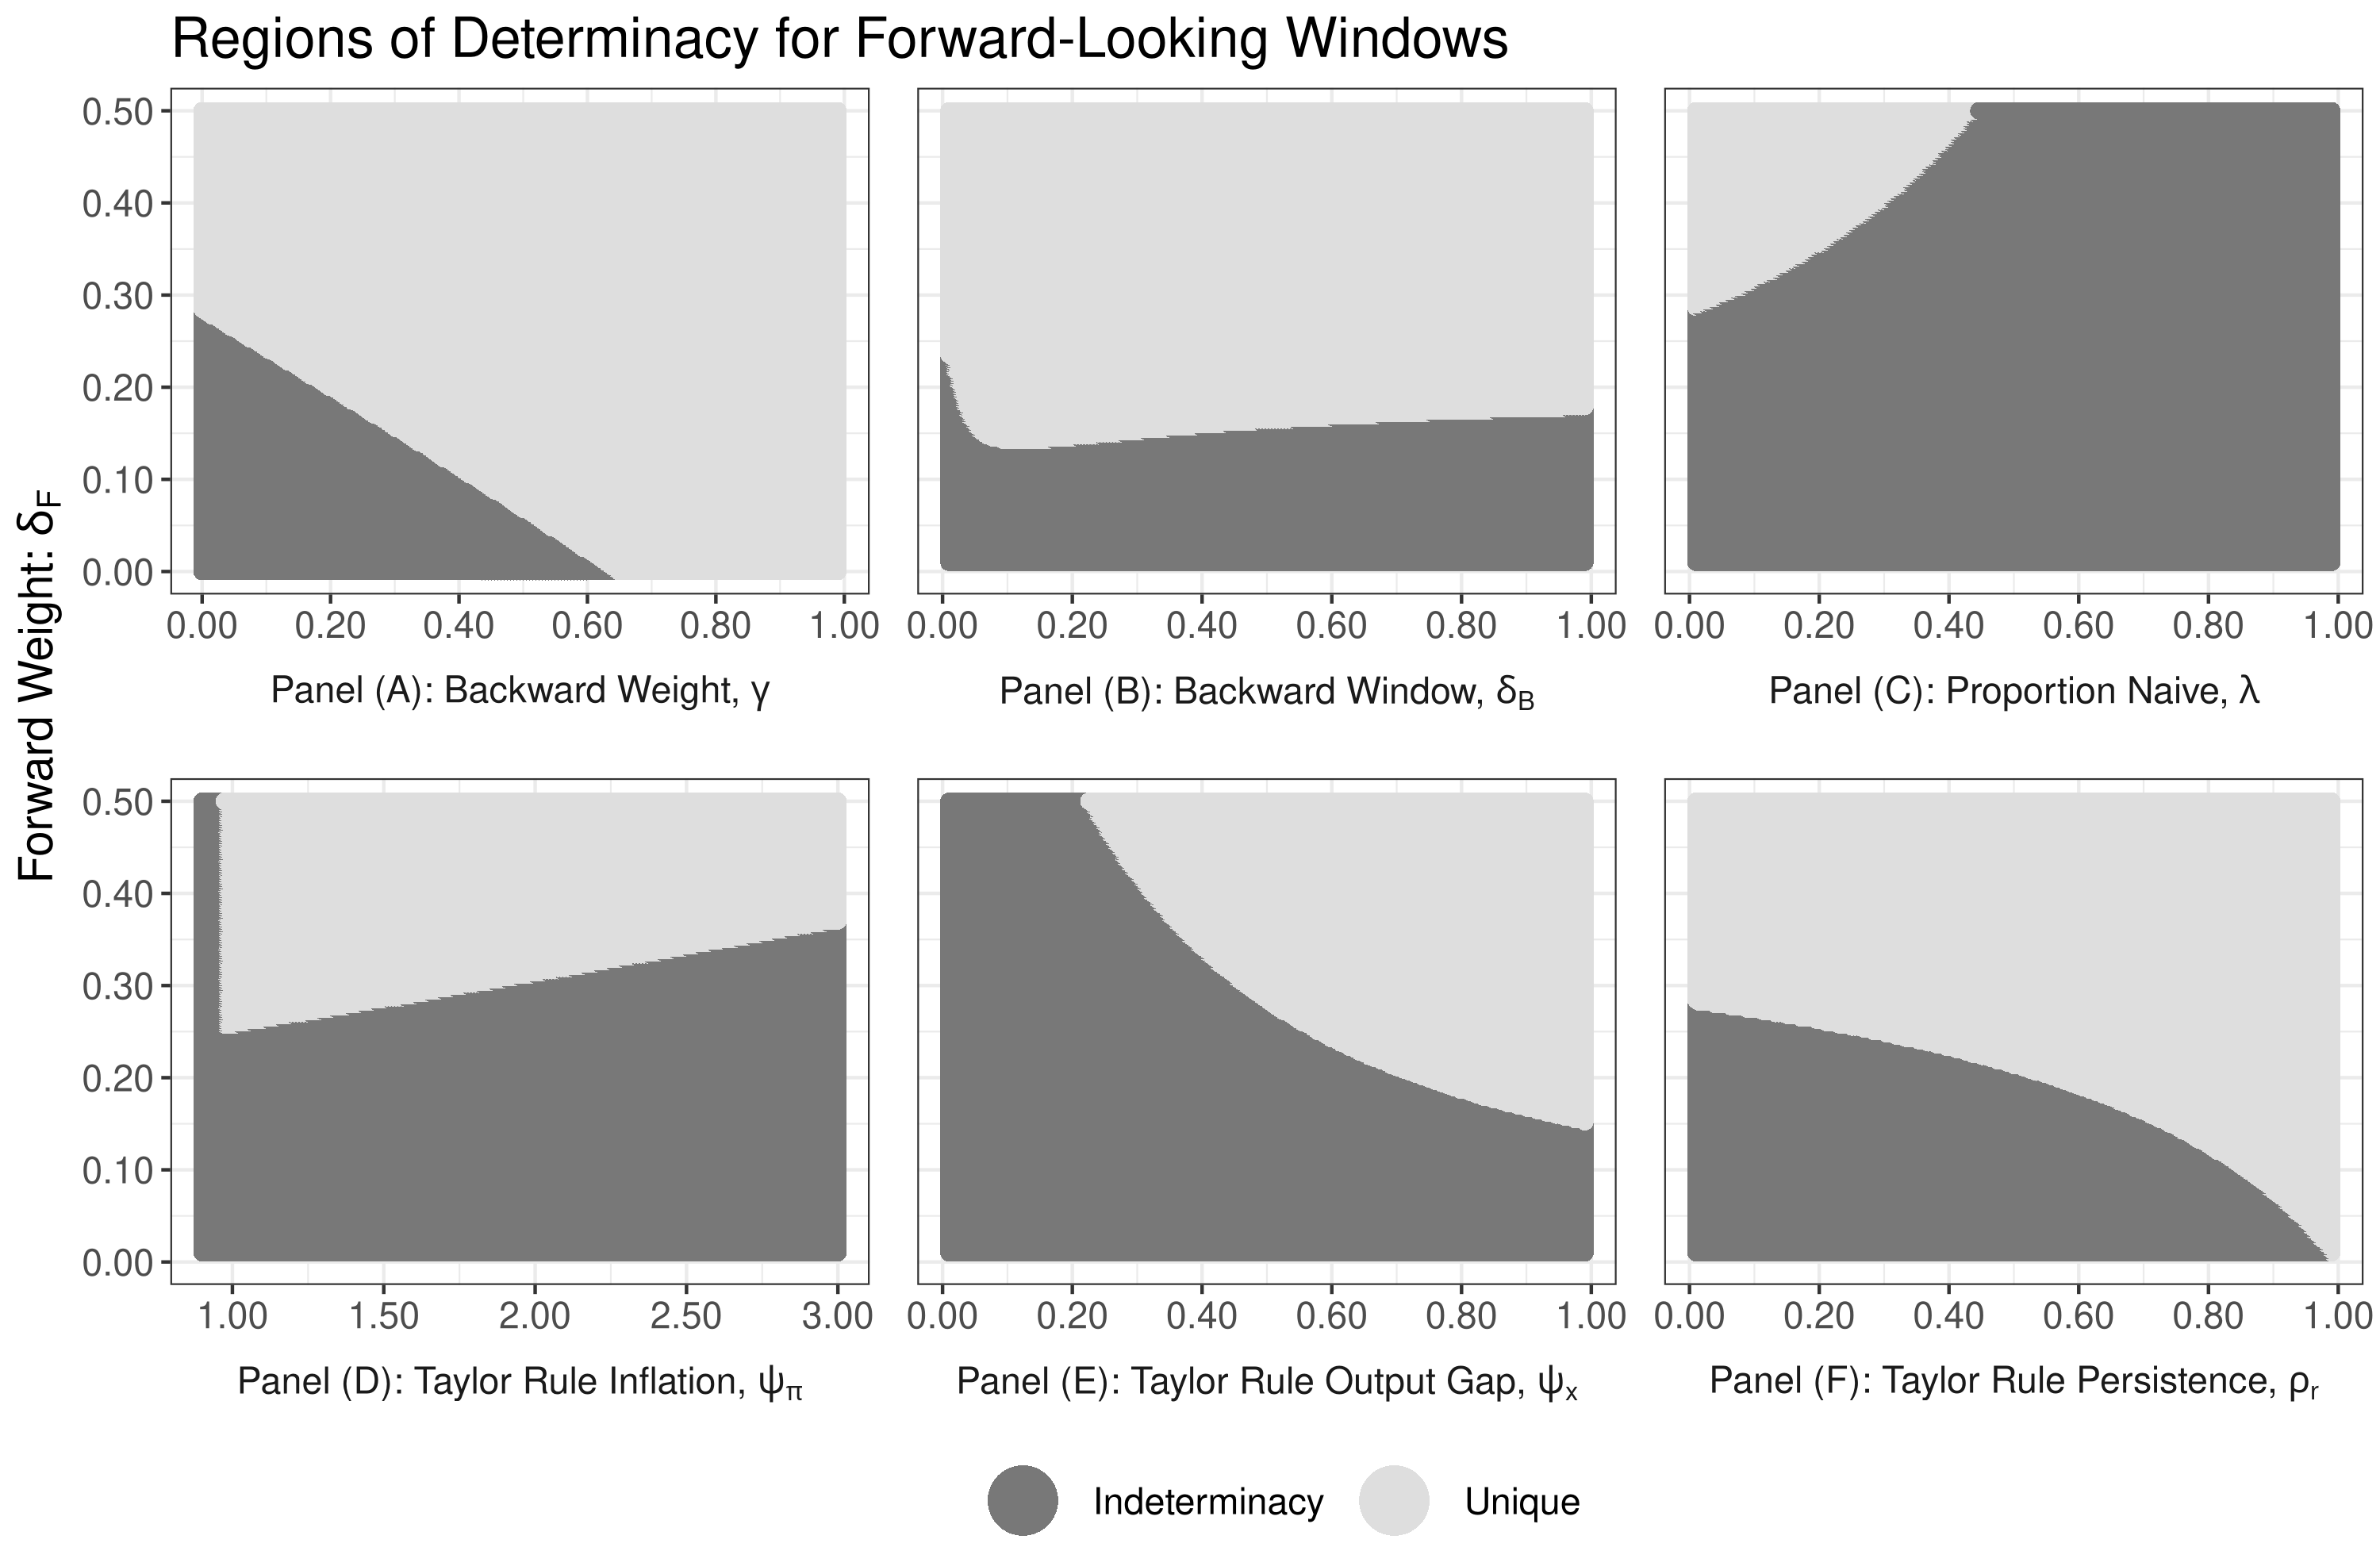 Regions of Determinacy for Forward-Looking Windows
Forward Weight: δF
0.50
0.40
0.30
0.20
0.10
0.00
0.00 0.20 0.40 0.60 0.80 1.00
0.00 0.20 0.40 0.60 0.80 1.00
0.00 0.20 0.40 0.60 0.80 1.00
Panel (A): Backward Weight, γ
Panel (B): Backward Window, δB
Panel (C): Proportion Naive, λ
0.50
0.40
0.30
0.20
0.10
0.00
1.00 1.50 2.00 2.50 3.00
0.00 0.20 0.40 0.60 0.80 1.00
0.00 0.20 0.40 0.60 0.80 1.00
Panel (D): Taylor Rule Inflation, ψπ
Panel (E): Taylor Rule Output Gap, ψx
Panel (F): Taylor Rule Persistence, ρr
Indeterminacy
Unique